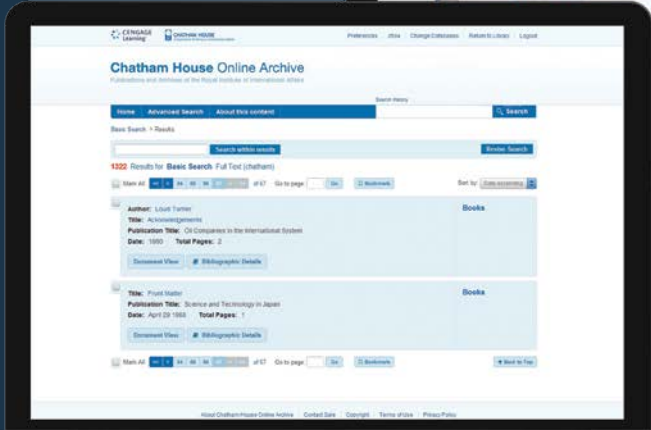 CENGAGE Learning
CHATHAM HOUSE
Preferences
Change Databases
Return to Library
Logout
Chatham House Online Archive
Publications and Archives of the Royal Institute of International Affairs
Search History
Home
Advanced Search
About this content
Search
Basic Search > Results
Search within results
Revise Search
1322 Results for Basic Search Full Text (chatham)
Mark All
of 67
Go to page
Go
Bookmark
Sort by: Date ascending
Author: Louis Turner
Title: Acknowledgements
Publication Title: Oil Companies in the International System
Date: 1980 Total Pages: 2
Document View
Bibliographic Details
Books
Title: Front Matter
Publication Title: Science and Technology in Japan
Total Pages: 1
Document View
Bibliographic Details
Books
Mark All
of 67
Go to page
Go
Bookmark
Back to Top
About Chatham House Online Archive
Contact Gale
Copyright
Terms of Use
Privacy Policy